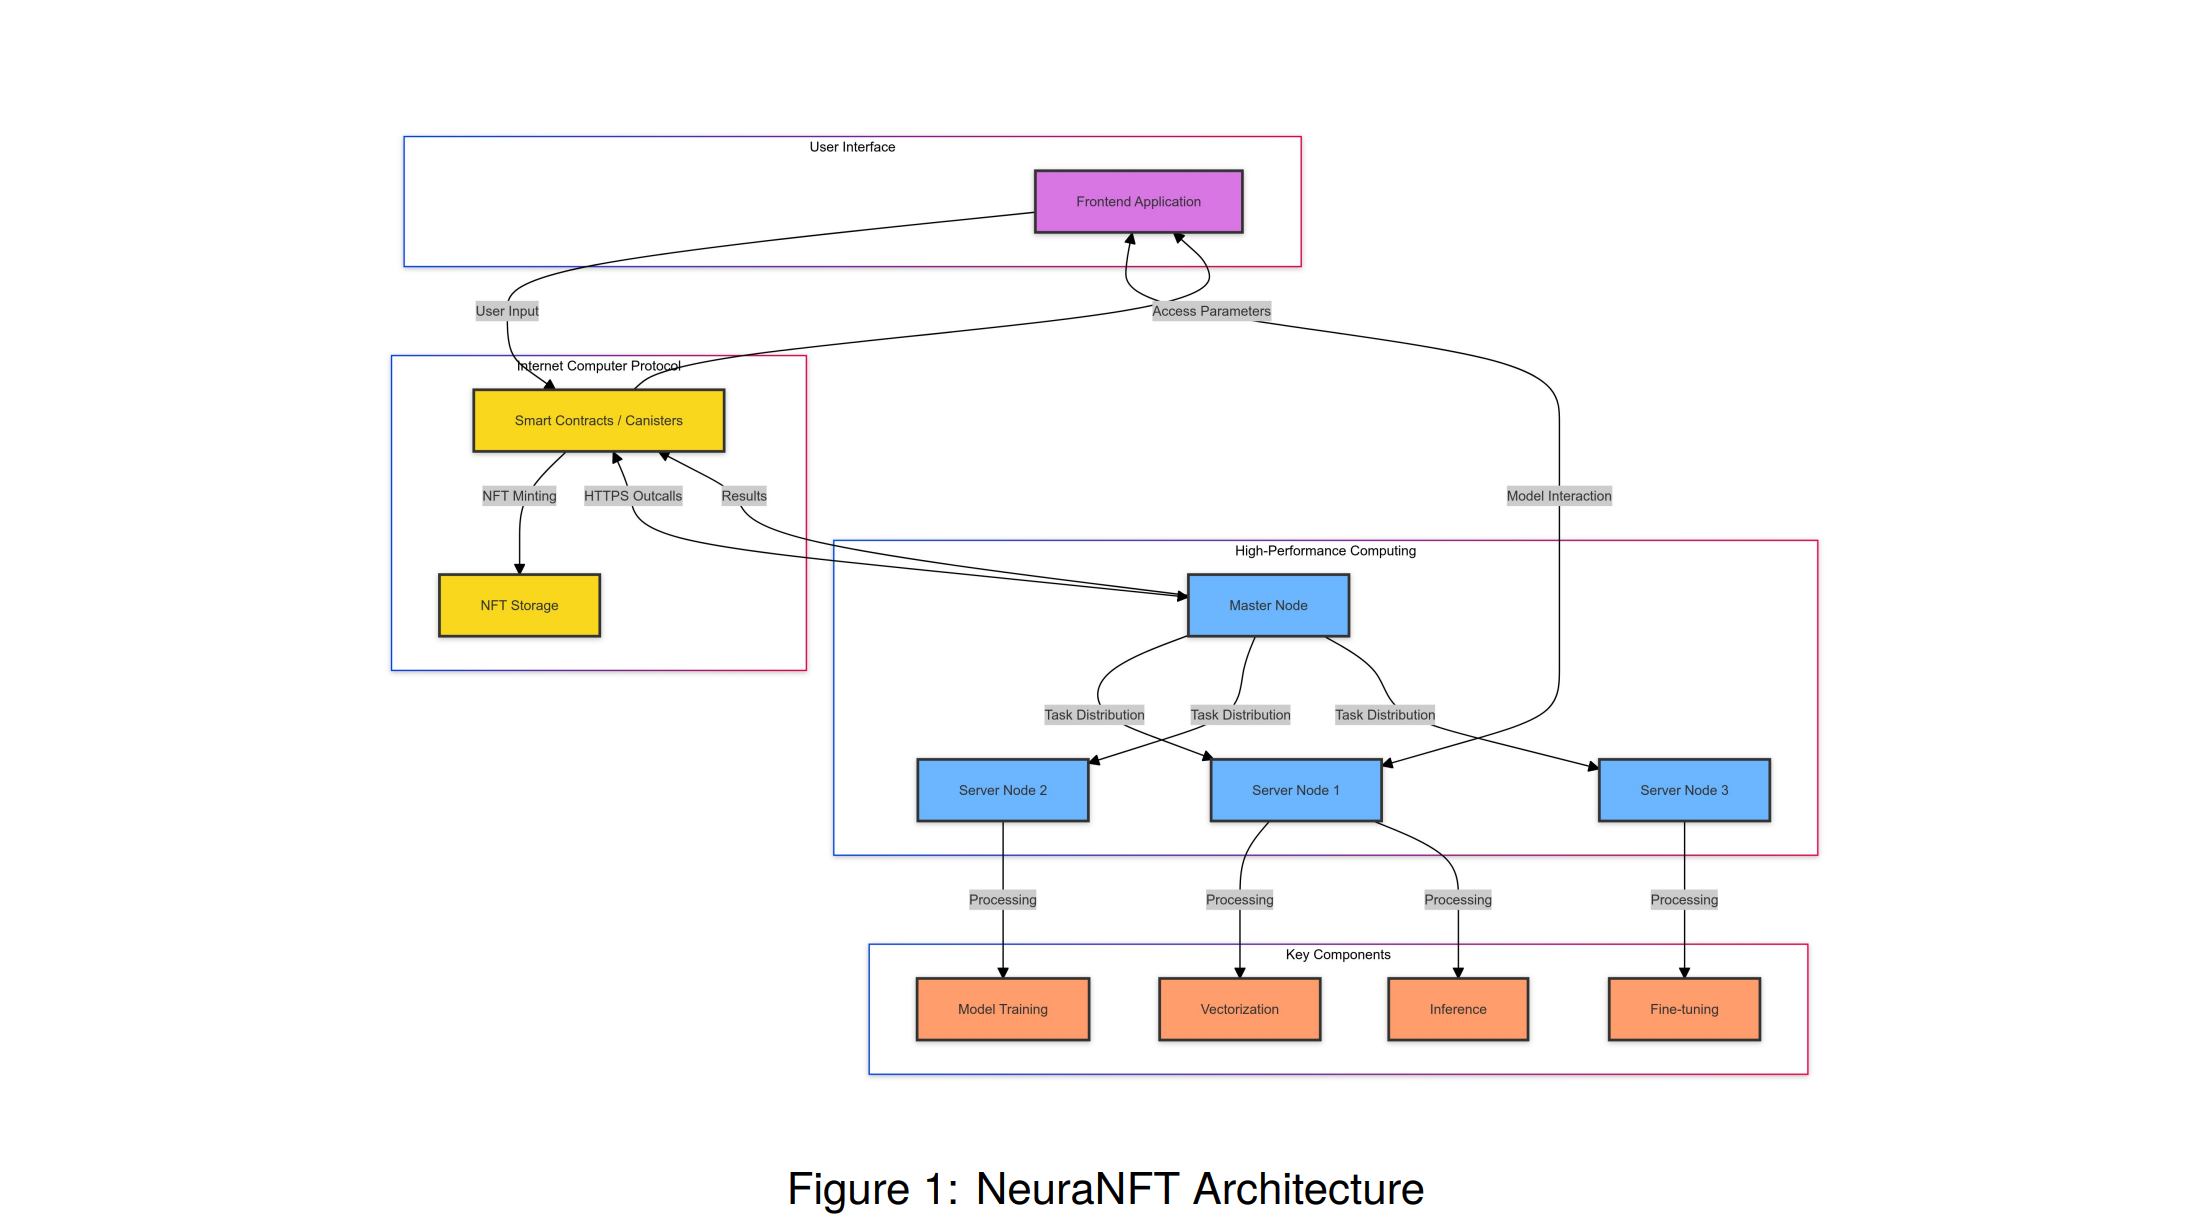 User Interface
Frontend Application
User Input
Access Parameters
Internet Computer Protocol
Smart Contracts / Canisters
NFT Minting
HTTPS Outcalls
Results
Model Interaction
High-Performance Computing
NFT Storage
Master Node
Task Distribution
Task Distribution
Task Distribution
Server Node 2
Server Node 1
Server Node 3
Processing
Processing
Processing
Processing
Key Components
Model Training
Vectorization
Inference
Fine-tuning
Figure 1: NeuraNFT Architecture